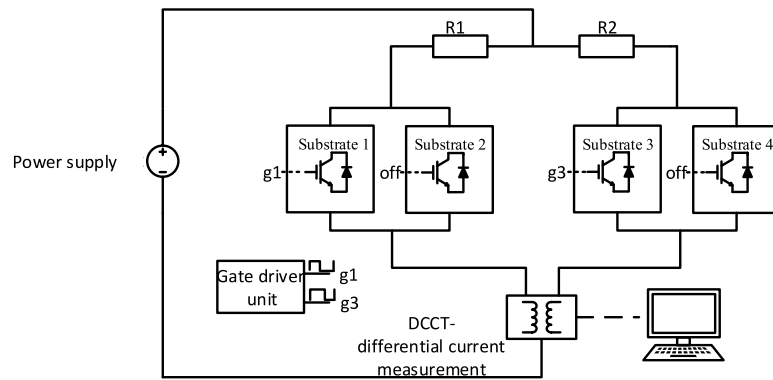 R1
R2
Substrate 1
Substrate 2
Substrate 3
Substrate 4
Power supply
+
−
g1
off
g3
off
Gate driver
unit
g1
g3
DCCT-
differential current
measurement